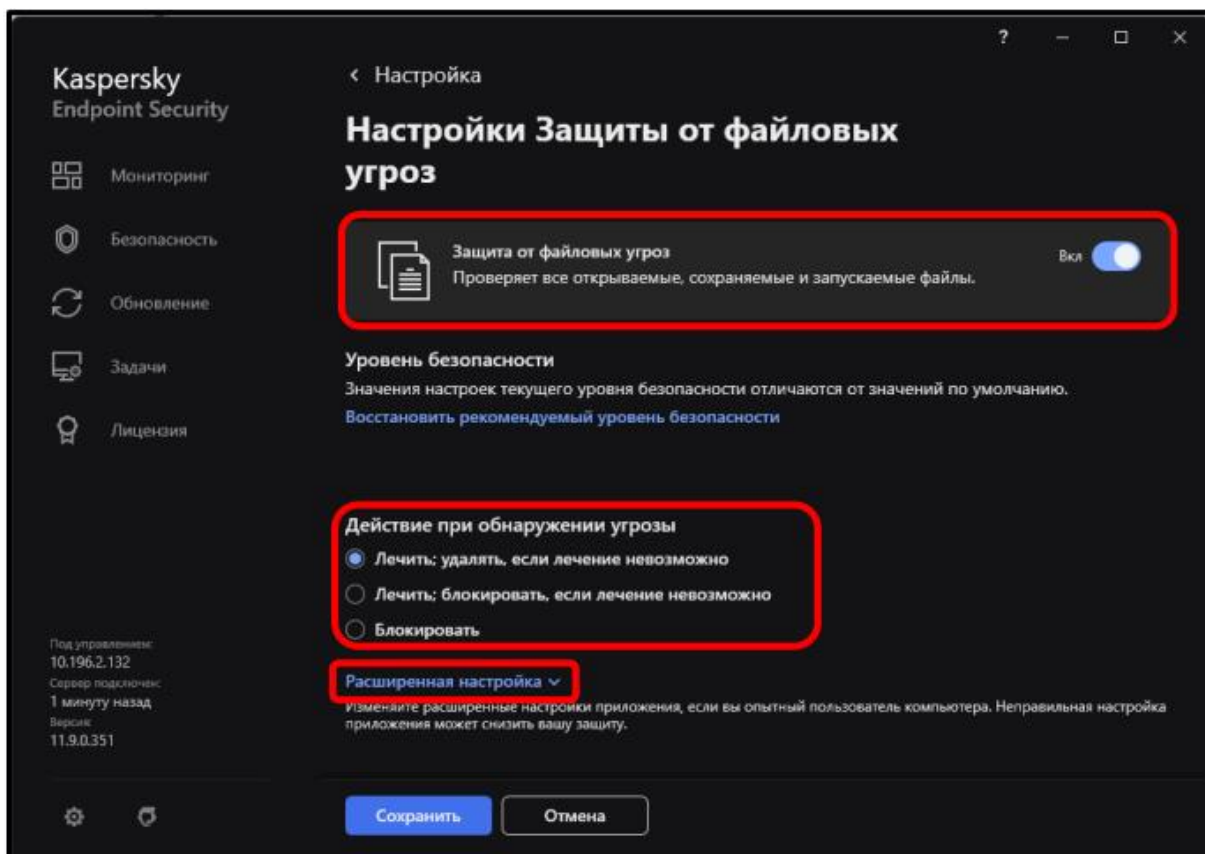 ?
Kaspersky
Endpoint Security
Мониторинг
Безопасность
Обновление
Задачи
Лицензия
Под управлением:
10.196.2.132
Сервер подключен:
1 минуту назад
Версия:
11.9.0.351
Настройка
Настройки Защиты от файловых
угроз
Защита от файловых угроз
Проверяет все открываемые, сохраняемые и запускаемые файлы.
Вкл
Уровень безопасности
Значения настроек текущего уровня безопасности отличаются от значений по умолчанию.
Восстановить рекомендуемый уровень безопасности
Действие при обнаружении угрозы
Лечить; удалять, если лечение невозможно
Лечить; блокировать, если лечение невозможно
Блокировать
Расширенная настройка
Изменяйте расширенные настройки приложения, если вы опытный пользователь компьютера. Неправильная настройка
приложения может снизить вашу защиту.
Сохранить
Отмена